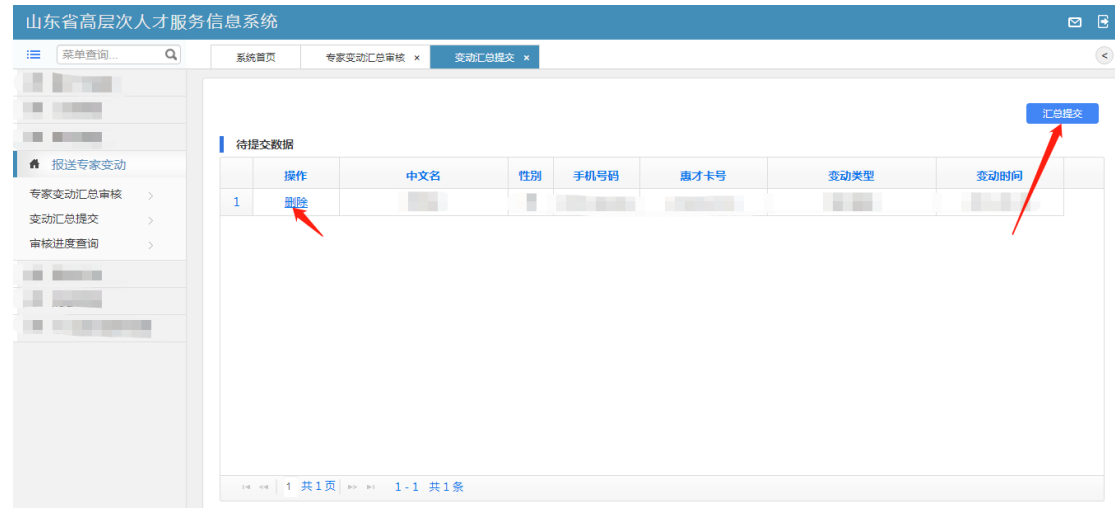 山东省高层次人才服务信息系统
菜单查询...
系统首页 专家变动汇总审核 × 变动汇总提交 ×
汇总提交
待提交数据
报送专家变动
专家变动汇总审核
变动汇总提交
审核进度查询
操作 中文名 性别 手机号码 惠才卡号 变动类型 变动时间
1 删除
1 共1页 1-1 共1条